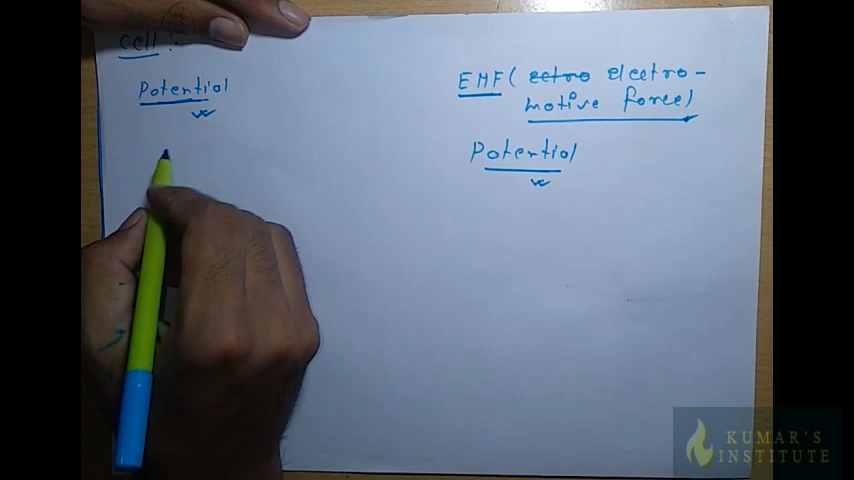 cell :
Potential
EMF ( ectro electro -
motive force)
Potential
KUMAR'S
INSTITUTE